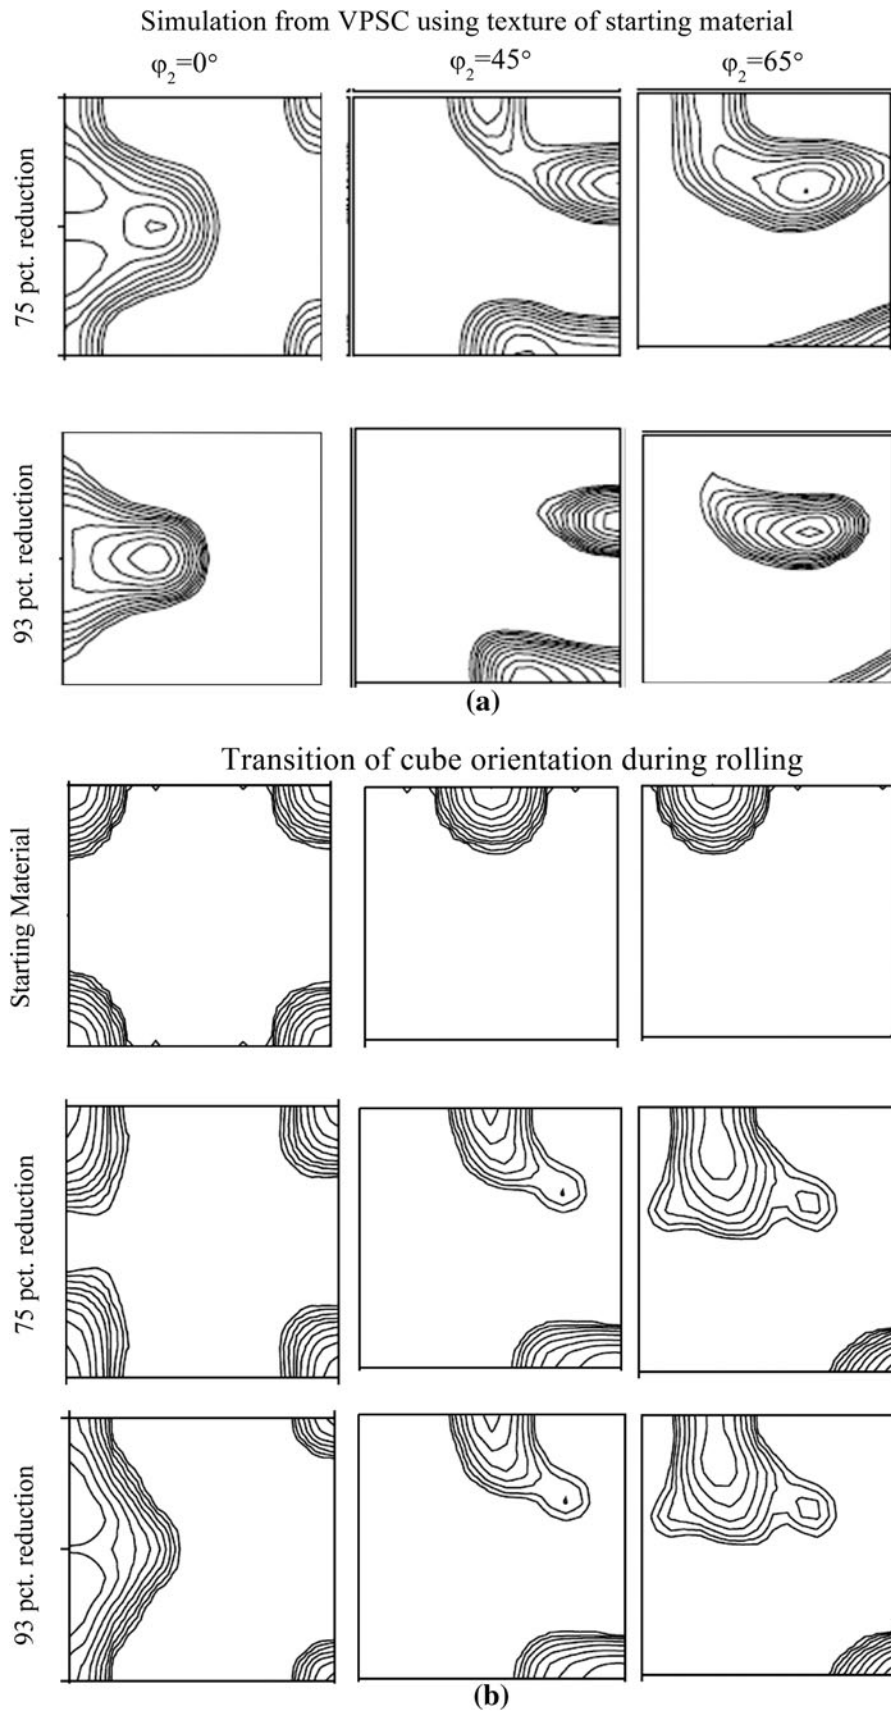 Simulation from VPSC using texture of starting material
φ2=0°
φ2=45°
φ2=65°
75 pct. reduction
93 pct. reduction
(a)
Transition of cube orientation during rolling
Starting Material
75 pct. reduction
93 pct. reduction
(b)